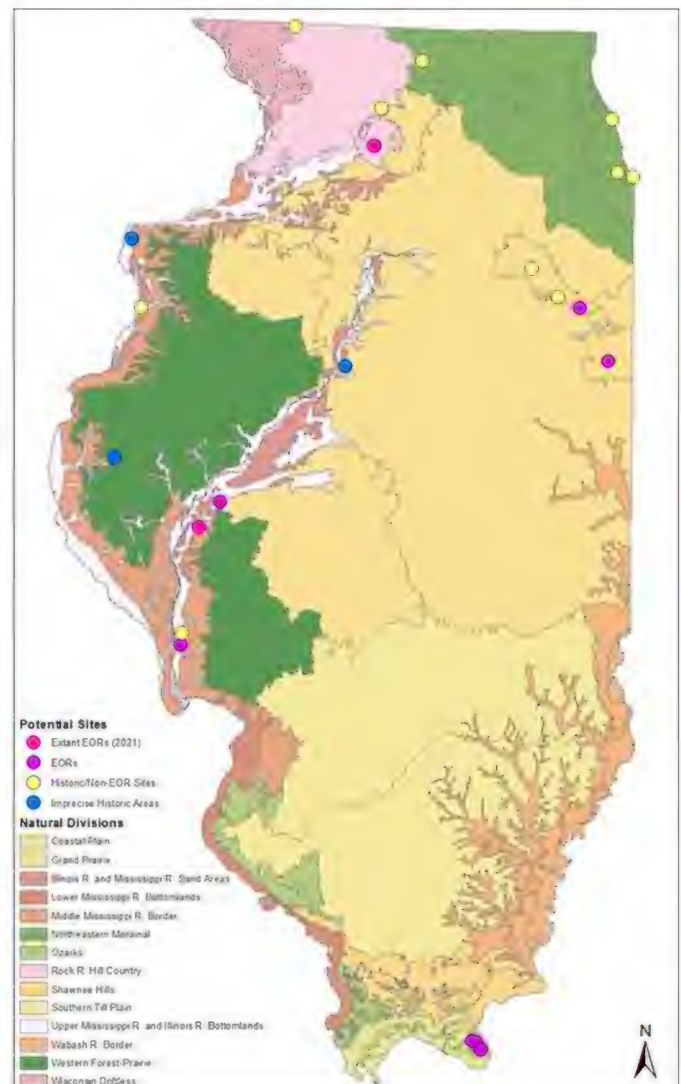 N
Potential Sites
Extant EORs (2021)
EORs
Historic/Non-EOR Sites
Imprecise Historic Areas
Natural Divisions
Coastal Plain
Grand Prairie
Illinois R. and Mississippi R. Sand Areas
Lower Mississippi R. Bottomlands
Middle Mississippi R. Border
Northeastern Morainal
Ozarks
Rock R. Hill Country
Shawnee Hills
Southern Till Plain
Upper Mississippi R. and Illinois R. Bottomlands
Wabash R. Border
Western Forest-Prairie
Wisconsin Driftless